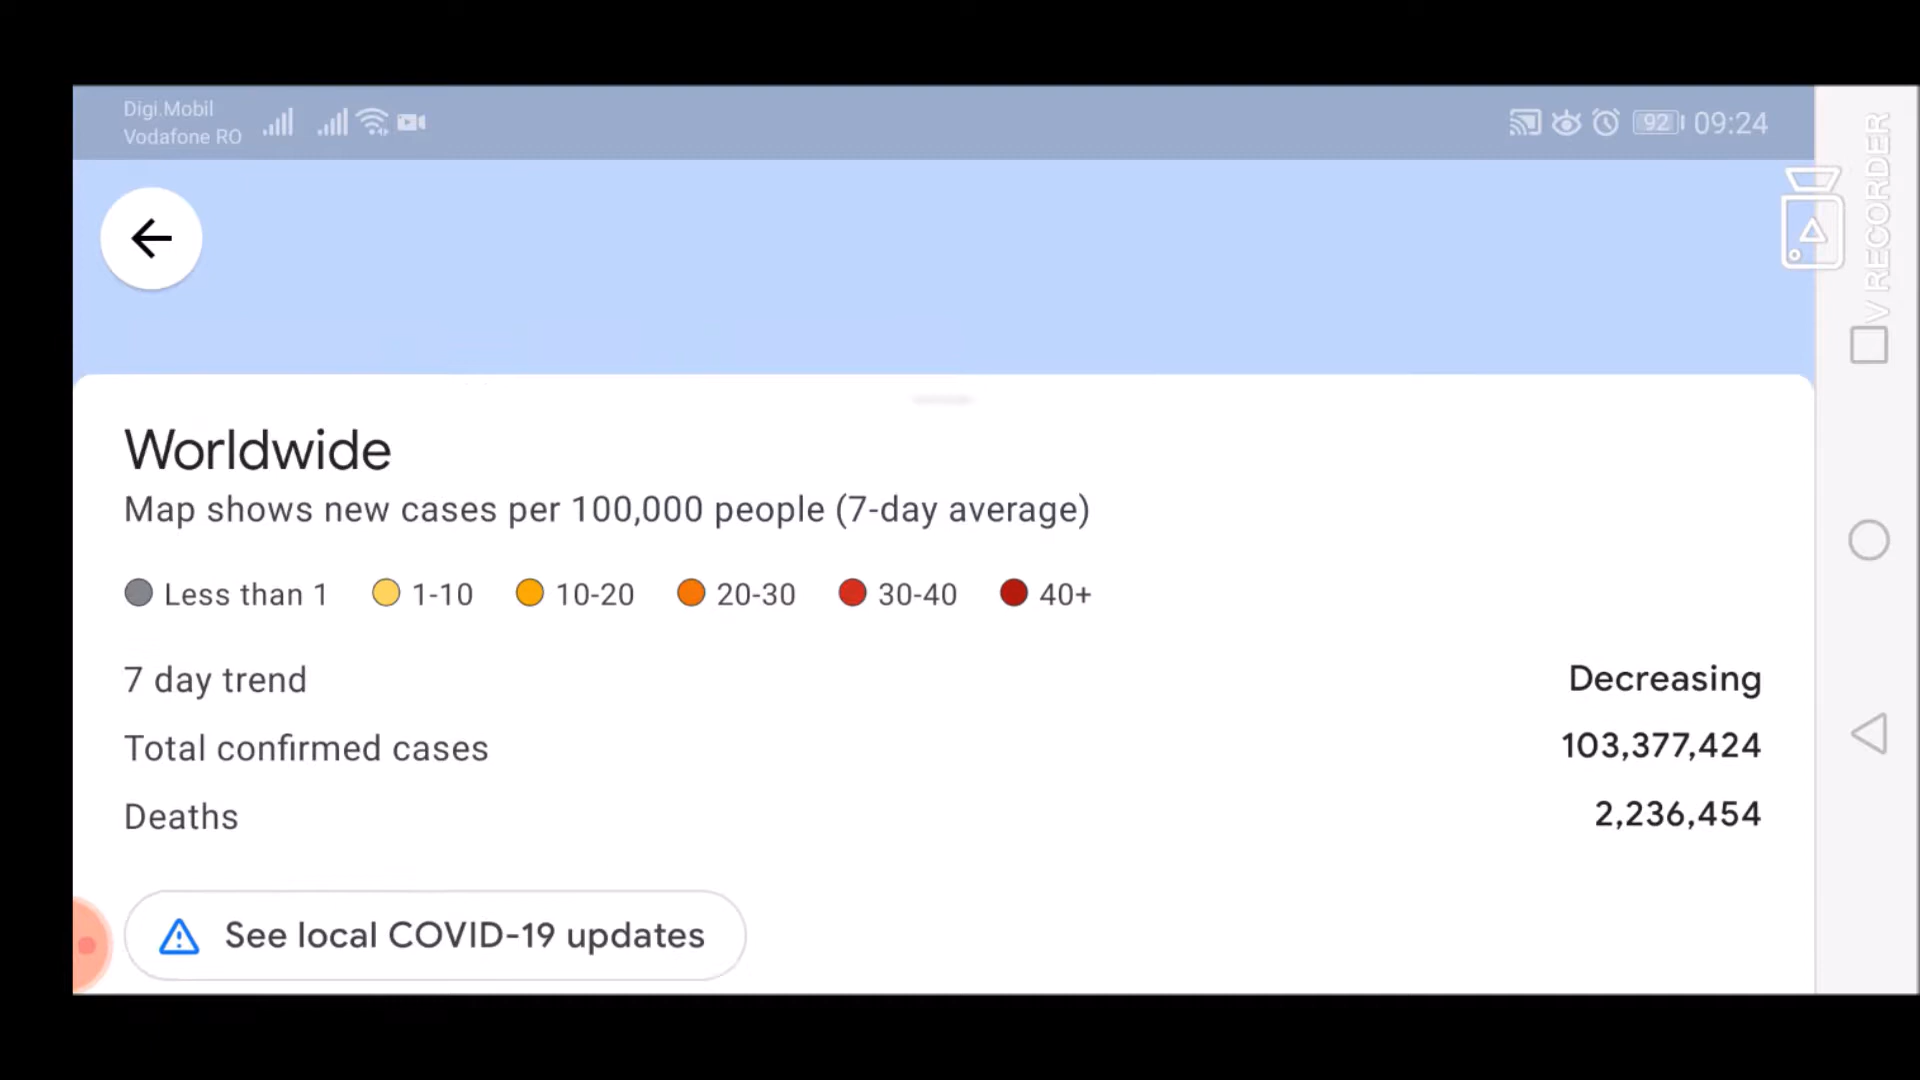 Digi.Mobil
Vodafone RO
92
09:24
V RECORDER
Worldwide
Map shows new cases per 100,000 people (7-day average)
Less than 1
1-10
10-20
20-30
30-40
40+
7 day trend
Decreasing
Total confirmed cases
103,377,424
Deaths
2,236,454
See local COVID-19 updates